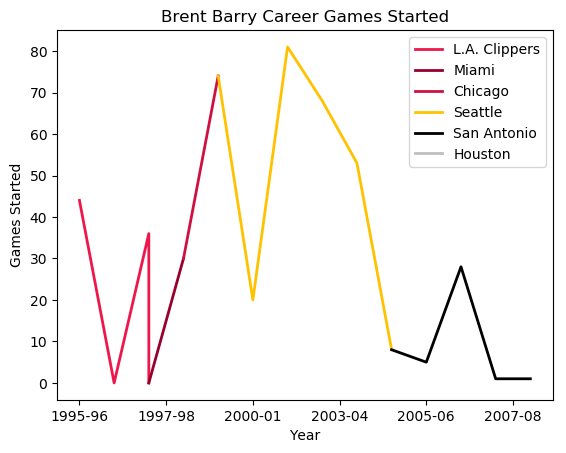 Brent Barry Career Games Started
L.A. Clippers
Miami
Chicago
Seattle
San Antonio
Houston
Games Started
80
70
60
50
40
30
20
10
0
1995-96 1997-98 2000-01 2003-04 2005-06 2007-08
Year